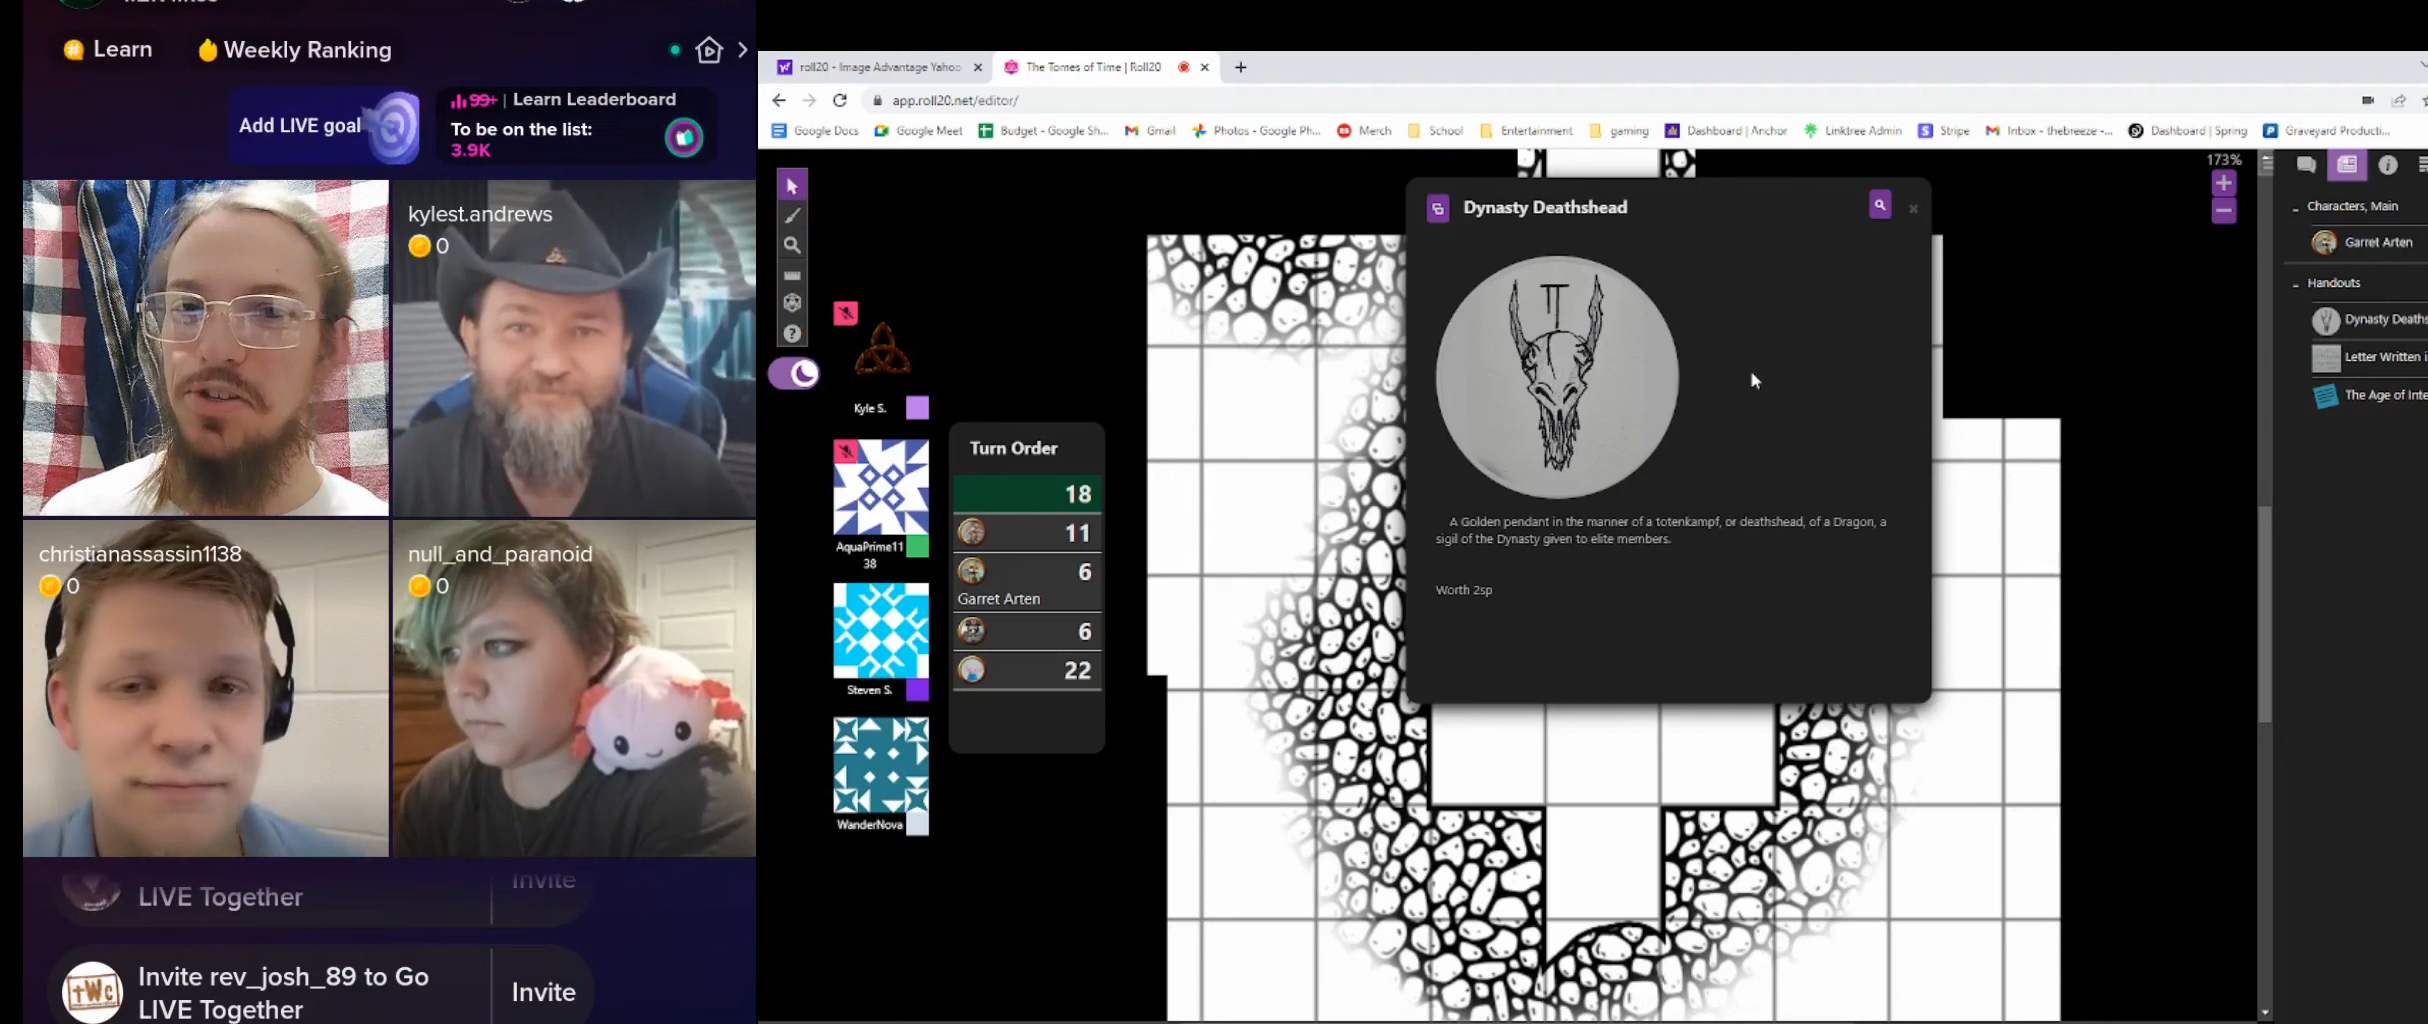 Learn
Weekly Ranking
Add LIVE goal
99+ | Learn Leaderboard
To be on the list:
3.9K
kylest.andrews
0
christianassassin1138
0
null_and_paranoid
0
LIVE Together
Invite
Invite rev_josh_89 to Go
LIVE Together
Invite
roll20 - Image Advantage Yahoo
The Tomes of Time | Roll20
app.roll20.net/editor/
Google Docs
Google Meet
Budget - Google Sh...
Gmail
Photos - Google Ph...
Merch
School
Entertainment
gaming
Dashboard | Anchor
Linktree Admin
Stripe
Inbox - thebreeze -...
Dashboard | Spring
Graveyard Producti...
173%
Kyle S.
AquaPrime11
38
Steven S.
WanderNova
Turn Order
18
11
6
Garret Arten
6
22
Dynasty Deathshead
A Golden pendant in the manner of a totenkampf, or deathshead, of a Dragon, a
sigil of the Dynasty given to elite members.
Worth 2sp
Characters, Main
Garret Arten
Handouts
Dynasty Deaths
Letter Written i
The Age of Inte